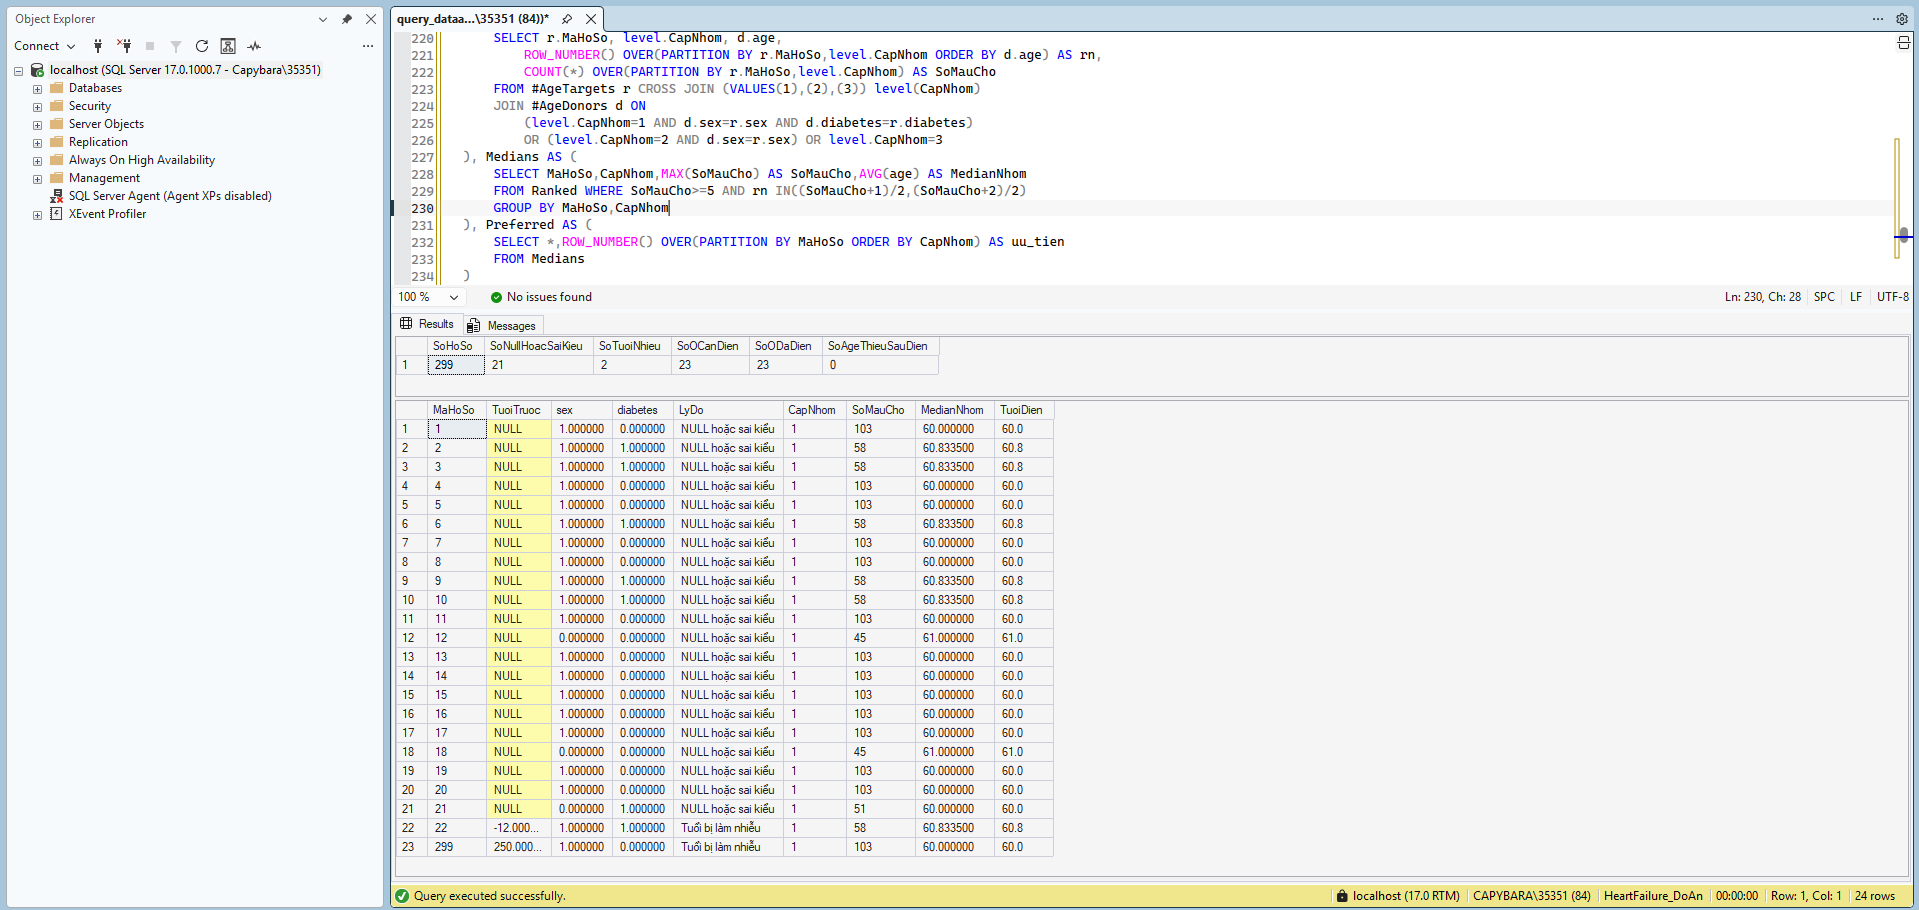 Object Explorer
Connect
localhost (SQL Server 17.0.1000.7 - Capybara\35351)
Databases
Security
Server Objects
Replication
Always On High Availability
Management
SQL Server Agent (Agent XPs disabled)
XEvent Profiler
query_dataa...\35351 (84))*
220 SELECT r.MaHoSo, level.CapNhom, d.age,
221 ROW_NUMBER() OVER(PARTITION BY r.MaHoSo,level.CapNhom ORDER BY d.age) AS rn,
222 COUNT(*) OVER(PARTITION BY r.MaHoSo,level.CapNhom) AS SoMauCho
223 FROM #AgeTargets r CROSS JOIN (VALUES(1),(2),(3)) level(CapNhom)
224 JOIN #AgeDonors d ON
225 (level.CapNhom=1 AND d.sex=r.sex AND d.diabetes=r.diabetes)
226 OR (level.CapNhom=2 AND d.sex=r.sex) OR level.CapNhom=3
227 ), Medians AS (
228 SELECT MaHoSo,CapNhom,MAX(SoMauCho) AS SoMauCho,AVG(age) AS MedianNhom
229 FROM Ranked WHERE SoMauCho>=5 AND rn IN((SoMauCho+1)/2,(SoMauCho+2)/2)
230 GROUP BY MaHoSo,CapNhom
231 ), Preferred AS (
232 SELECT *,ROW_NUMBER() OVER(PARTITION BY MaHoSo ORDER BY CapNhom) AS uu_tien
233 FROM Medians
234 )
100 % No issues found Ln: 230, Ch: 28 SPC LF UTF-8
Results Messages
SoHoSo SoNullHoacSaiKieu SoTuoiNhieu SoOCanDien SoODaDien SoAgeThieuSauDien
1 299 21 2 23 23 0
MaHoSo TuoiTruoc sex diabetes LyDo CapNhom SoMauCho MedianNhom TuoiDien
1 1 NULL 1.000000 0.000000 NULL hoặc sai kiểu 1 103 60.000000 60.0
2 2 NULL 1.000000 1.000000 NULL hoặc sai kiểu 1 58 60.833500 60.8
3 3 NULL 1.000000 1.000000 NULL hoặc sai kiểu 1 58 60.833500 60.8
4 4 NULL 1.000000 0.000000 NULL hoặc sai kiểu 1 103 60.000000 60.0
5 5 NULL 1.000000 0.000000 NULL hoặc sai kiểu 1 103 60.000000 60.0
6 6 NULL 1.000000 1.000000 NULL hoặc sai kiểu 1 58 60.833500 60.8
7 7 NULL 1.000000 0.000000 NULL hoặc sai kiểu 1 103 60.000000 60.0
8 8 NULL 1.000000 0.000000 NULL hoặc sai kiểu 1 103 60.000000 60.0
9 9 NULL 1.000000 1.000000 NULL hoặc sai kiểu 1 58 60.833500 60.8
10 10 NULL 1.000000 1.000000 NULL hoặc sai kiểu 1 58 60.833500 60.8
11 11 NULL 1.000000 0.000000 NULL hoặc sai kiểu 1 103 60.000000 60.0
12 12 NULL 0.000000 0.000000 NULL hoặc sai kiểu 1 45 61.000000 61.0
13 13 NULL 1.000000 0.000000 NULL hoặc sai kiểu 1 103 60.000000 60.0
14 14 NULL 1.000000 0.000000 NULL hoặc sai kiểu 1 103 60.000000 60.0
15 15 NULL 1.000000 0.000000 NULL hoặc sai kiểu 1 103 60.000000 60.0
16 16 NULL 1.000000 0.000000 NULL hoặc sai kiểu 1 103 60.000000 60.0
17 17 NULL 1.000000 0.000000 NULL hoặc sai kiểu 1 103 60.000000 60.0
18 18 NULL 0.000000 0.000000 NULL hoặc sai kiểu 1 45 61.000000 61.0
19 19 NULL 1.000000 0.000000 NULL hoặc sai kiểu 1 103 60.000000 60.0
20 20 NULL 1.000000 0.000000 NULL hoặc sai kiểu 1 103 60.000000 60.0
21 21 NULL 0.000000 1.000000 NULL hoặc sai kiểu 1 51 60.000000 60.0
22 22 -12.000... 1.000000 1.000000 Tuổi bị làm nhiễu 1 58 60.833500 60.8
23 299 250.000... 1.000000 0.000000 Tuổi bị làm nhiễu 1 103 60.000000 60.0
Query executed successfully. localhost (17.0 RTM) CAPYBARA\35351 (84) HeartFailure_DoAn 00:00:00 Row: 1, Col: 1 24 rows